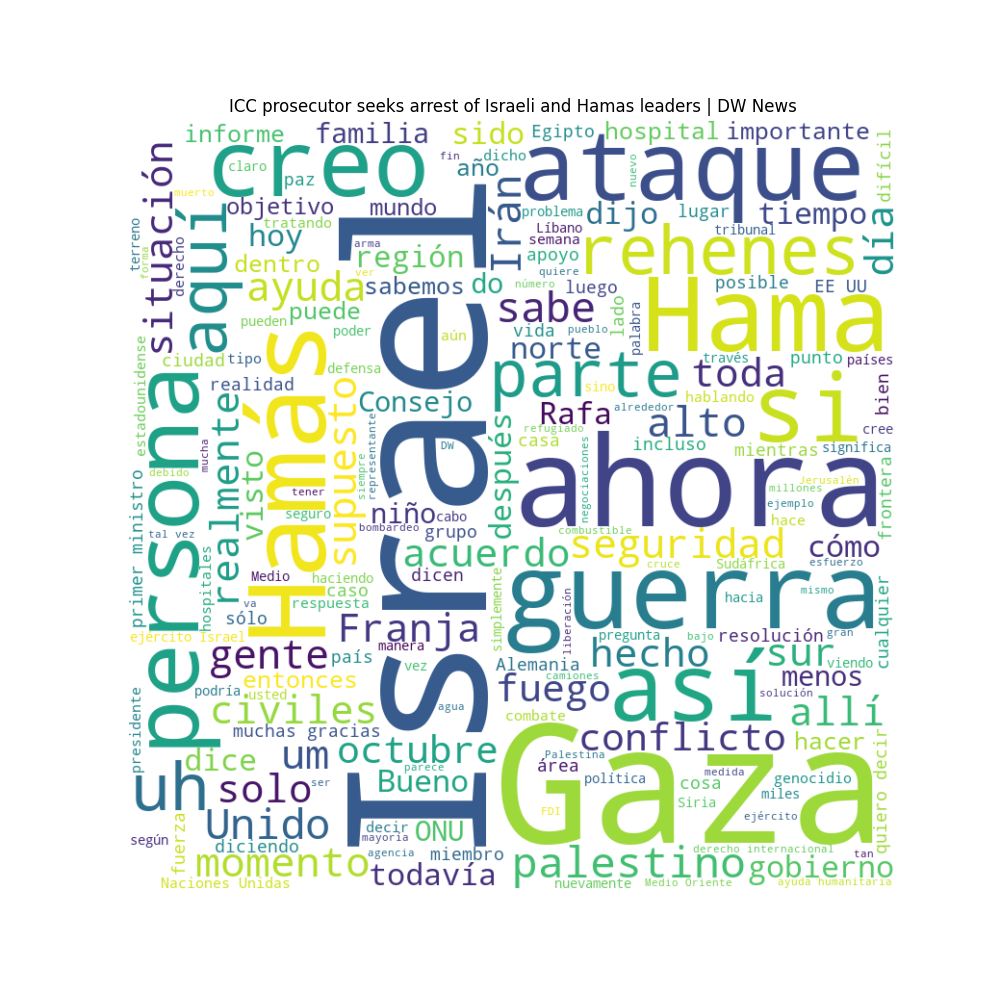 ICC prosecutor seeks arrest of Israeli and Hamas leaders | DW News
informe
familia
sido
Egipto
hospital
importante
creo
claro
paz
fin
dicho
año
ataque
nuevo
difícil
situación
muerto
objetivo
mundo
tratando
Irán
problema
dijo
lugar
tiempo
día
terreno
forma
derecho
aquí
hoy
arma
región
Líbano
semana
apoyo
tribunal
rehenes
dentro
ver
sabemos
do
quiere
número
luego
posible
EE UU
ayuda
puede
pueden
poder
sabe
lado
palabra
Hama
Israel
Hamás
persona
estadounidense
ciudad
tipo
realidad
defensa
aún
vida
pueblo
norte
través
punto
países
parte
toda
bien
si
Consejo
sino
hablando
realmente
visto
supuesto
mucha
debido
DW
después
Rafa
alrededor
alto
cree
refugiado
casa
incluso
mientras
significa
frontera
primer ministro
tal vez
hospitales
tener
seguro
siempre
representante
niño
cabo
grupo
bombardeo
negociaciones
ahora
Jerusalén
millones
ejemplo
hace
combustible
acuerdo
seguridad
cómo
Medio
haciendo
caso
respuesta
dicen
cruce
Sudáfrica
esfuerzo
va
sólo
ejército Israel
simplemente
guerra
hacia
mismo
cualquier
Franja
manera
liberación
pregunta
bajo
resolución
gran
gente
país
vez
Alemania
hecho
sur
viendo
entonces
podría
usted
camiones
fuego
menos
solución
así
presidente
civiles
agua
combate
allí
muchas gracias
dice
um
octubre
parece
Palestina
conflicto
hacer
quiero decir
uh
solo
ser
Bueno
área
política
cosa
medida
genocidio
miles
Siria
Gaza
FDI
ejército
según
fuerza
Unido
decir
mayoría
ONU
diciendo
agencia
miembro
derecho internacional
tan
momento
todavía
palestino
gobierno
Naciones Unidas
nuevamente
Medio Oriente
ayuda humanitaria